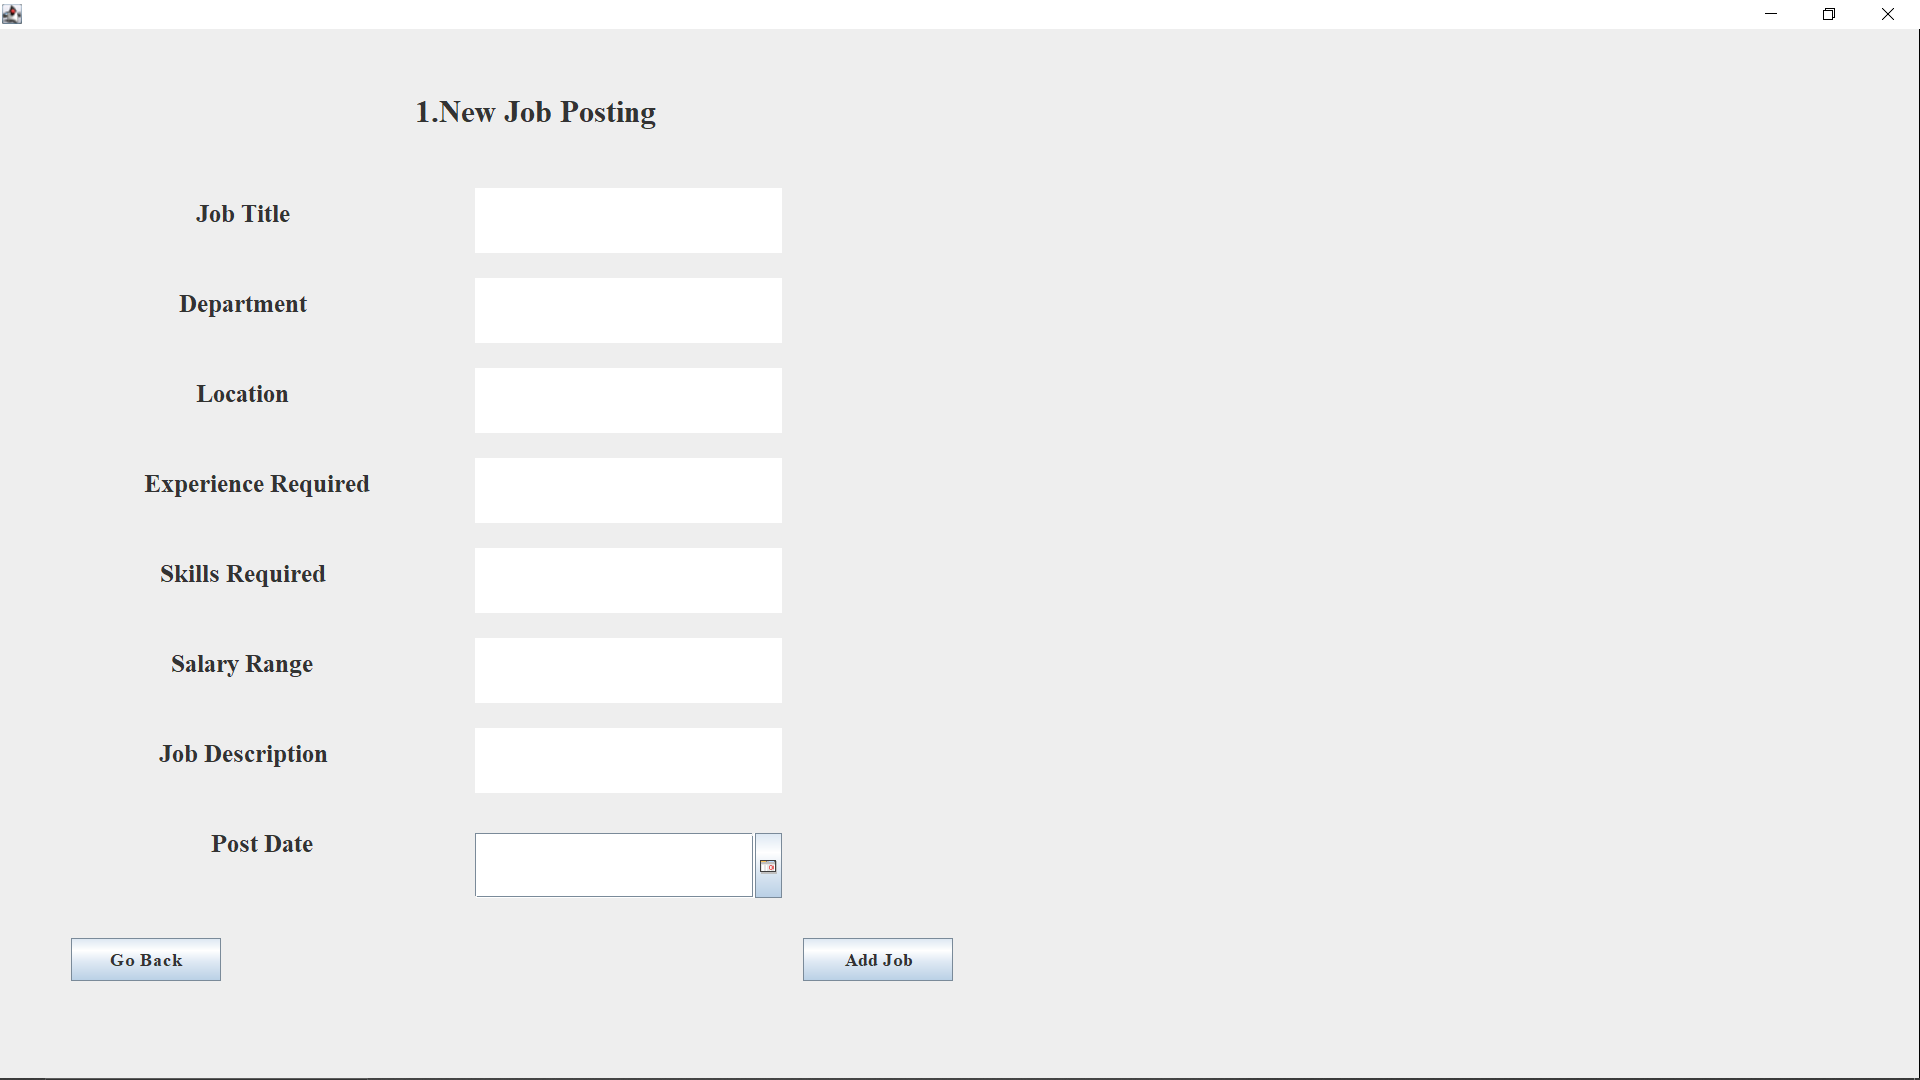 1.New Job Posting
Job Title
Department
Location
Experience Required
Skills Required
Salary Range
Job Description
Post Date
Go Back
Add Job